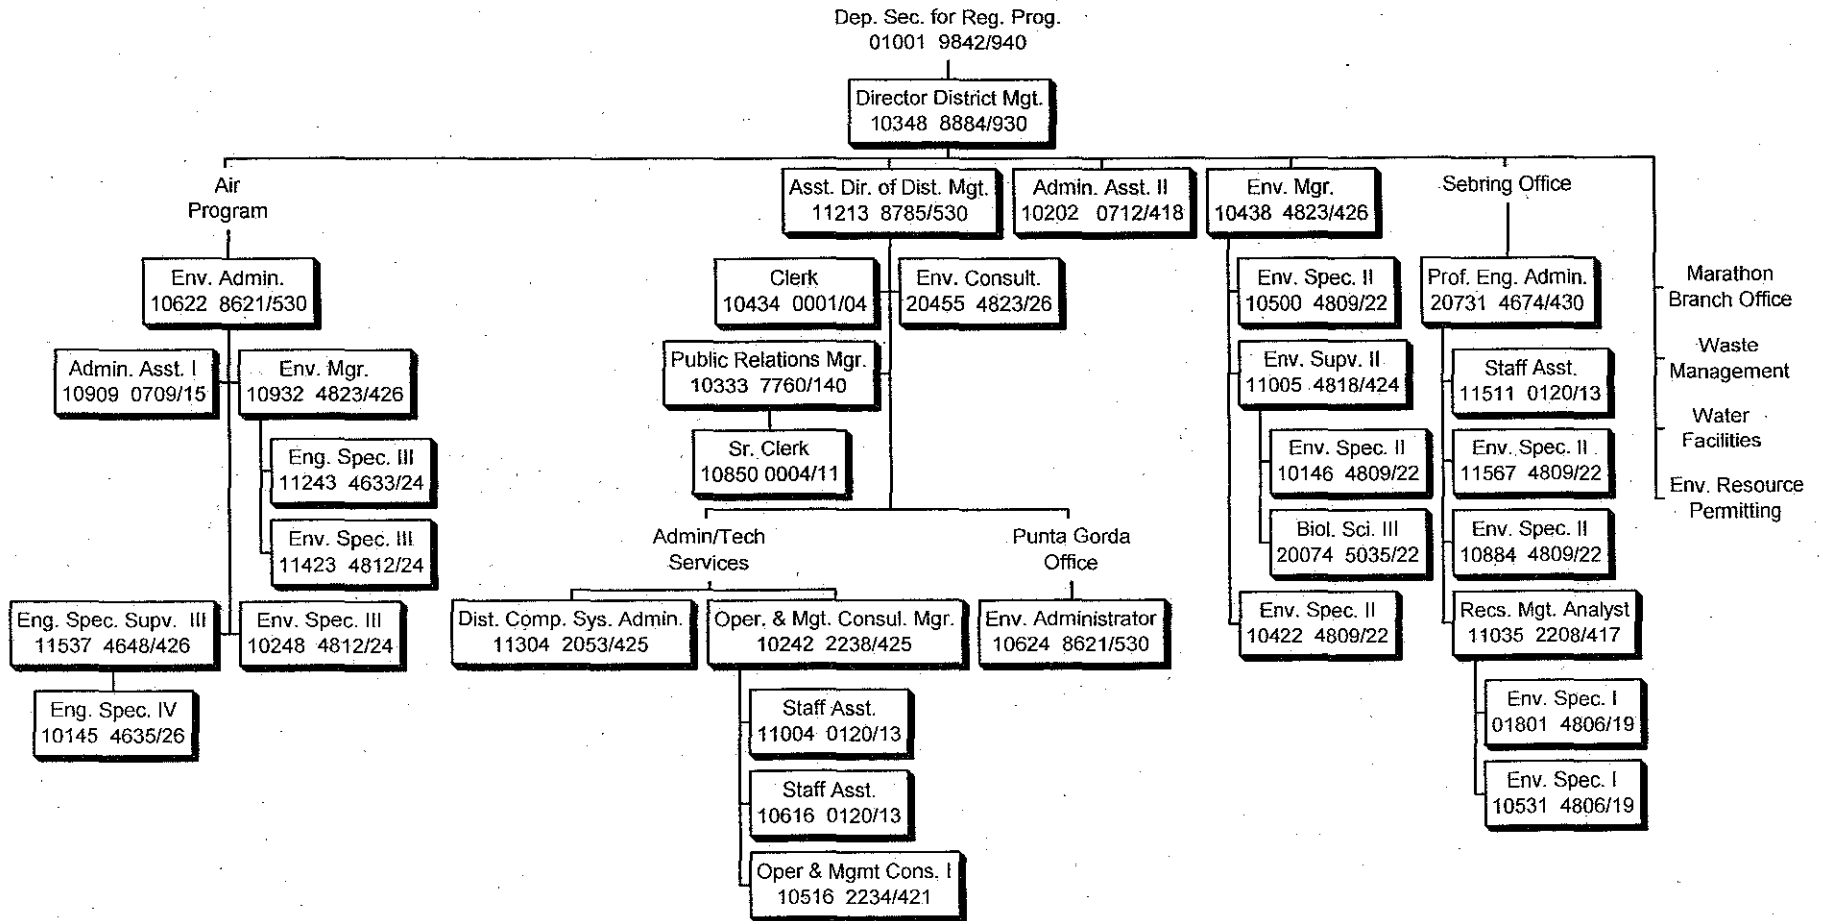 Dep. Sec. for Reg. Prog.
01001 9842/940
Director District Mgt.
10348 8884/930
Air
Program
Env. Admin.
10622 8621/530
Admin. Asst. I
10909 0709/15
Env. Mgr.
10932 4823/426
Eng. Spec. III
11243 4633/24
Env. Spec. III
11423 4812/24
Eng. Spec. Supv. III
11537 4648/426
Env. Spec. III
10248 4812/24
Eng. Spec. IV
10145 4635/26
Asst. Dir. of Dist. Mgt.
11213 8785/530
Clerk
10434 0001/04
Env. Consult.
20455 4823/26
Public Relations Mgr.
10333 7760/140
Sr. Clerk
10850 0004/11
Admin/Tech
Services
Dist. Comp. Sys. Admin.
11304 2053/425
Oper. & Mgt. Consul. Mgr.
10242 2238/425
Staff Asst.
11004 0120/13
Staff Asst.
10616 0120/13
Oper & Mgmt Cons. I
10516 2234/421
Punta Gorda
Office
Env. Administrator
10624 8621/530
Admin. Asst. II
10202 0712/418
Env. Mgr.
10438 4823/426
Env. Spec. II
10500 4809/22
Env. Supv. II
11005 4818/424
Env. Spec. II
10146 4809/22
Biol. Sci. III
20074 5035/22
Env. Spec. II
10422 4809/22
Sebring Office
Prof. Eng. Admin.
20731 4674/430
Staff Asst.
11511 0120/13
Env. Spec. II
11567 4809/22
Env. Spec. II
10884 4809/22
Recs. Mgt. Analyst
11035 2208/417
Env. Spec. I
01801 4806/19
Env. Spec. I
10531 4806/19
Marathon
Branch Office
Waste
Management
Water
Facilities
Env. Resource
Permitting